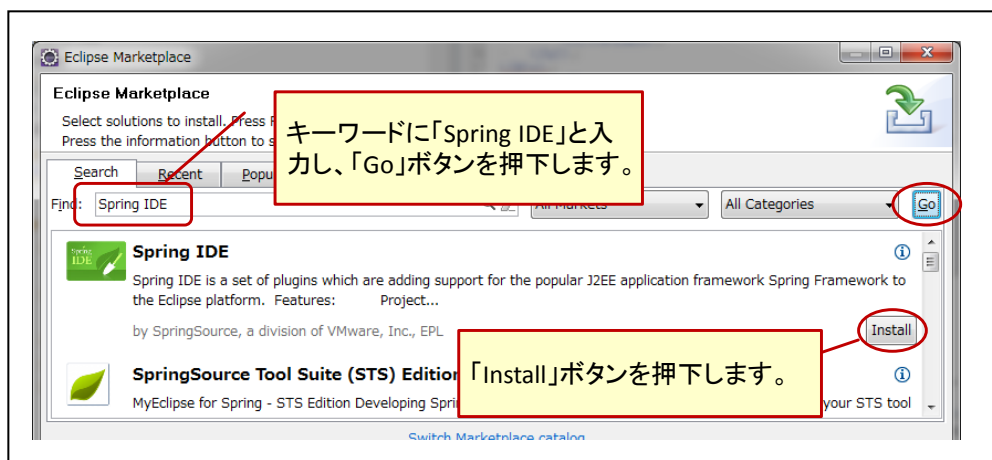 Eclipse Marketplace
Eclipse Marketplace
Select solutions to install. Press
Press the information button to
キーワードに「Spring IDE」と入
力し、「Go」ボタンを押下します。
Search Recent Popu
Find: Spring IDE All Markets All Categories Go
Spring IDE
Spring IDE
Spring IDE is a set of plugins which are adding support for the popular J2EE application framework Spring Framework to
the Eclipse platform. Features: Project...
by SpringSource, a division of VMware, Inc., EPL
Install
「Install」ボタンを押下します。
SpringSource Tool Suite (STS) Edition
MyEclipse for Spring - STS Edition Developing Spri your STS tool
Switch Marketplace catalog